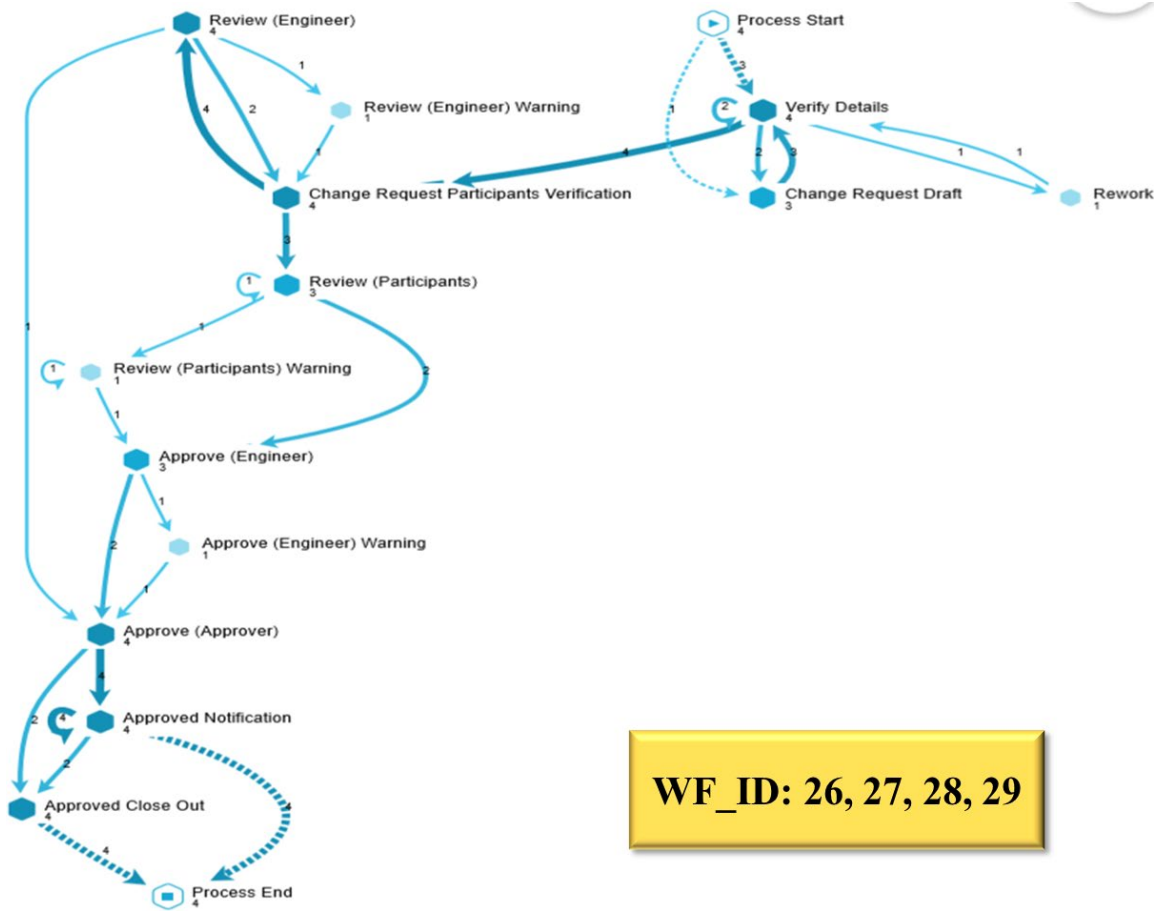 Review (Engineer)
4
Process Start
4
1
3
Review (Engineer) Warning
1
4
2
1
2
Verify Details
4
1
4
2
3
1
1
Change Request Participants Verification
4
Change Request Draft
3
Rework
1
3
1
Review (Participants)
3
1
1
2
1
Review (Participants) Warning
1
1
Approve (Engineer)
3
1
2
Approve (Engineer) Warning
1
1
Approve (Approver)
4
4
2
4
Approved Notification
4
2
Approved Close Out
4
4
4
Process End
4
WF_ID: 26, 27, 28, 29